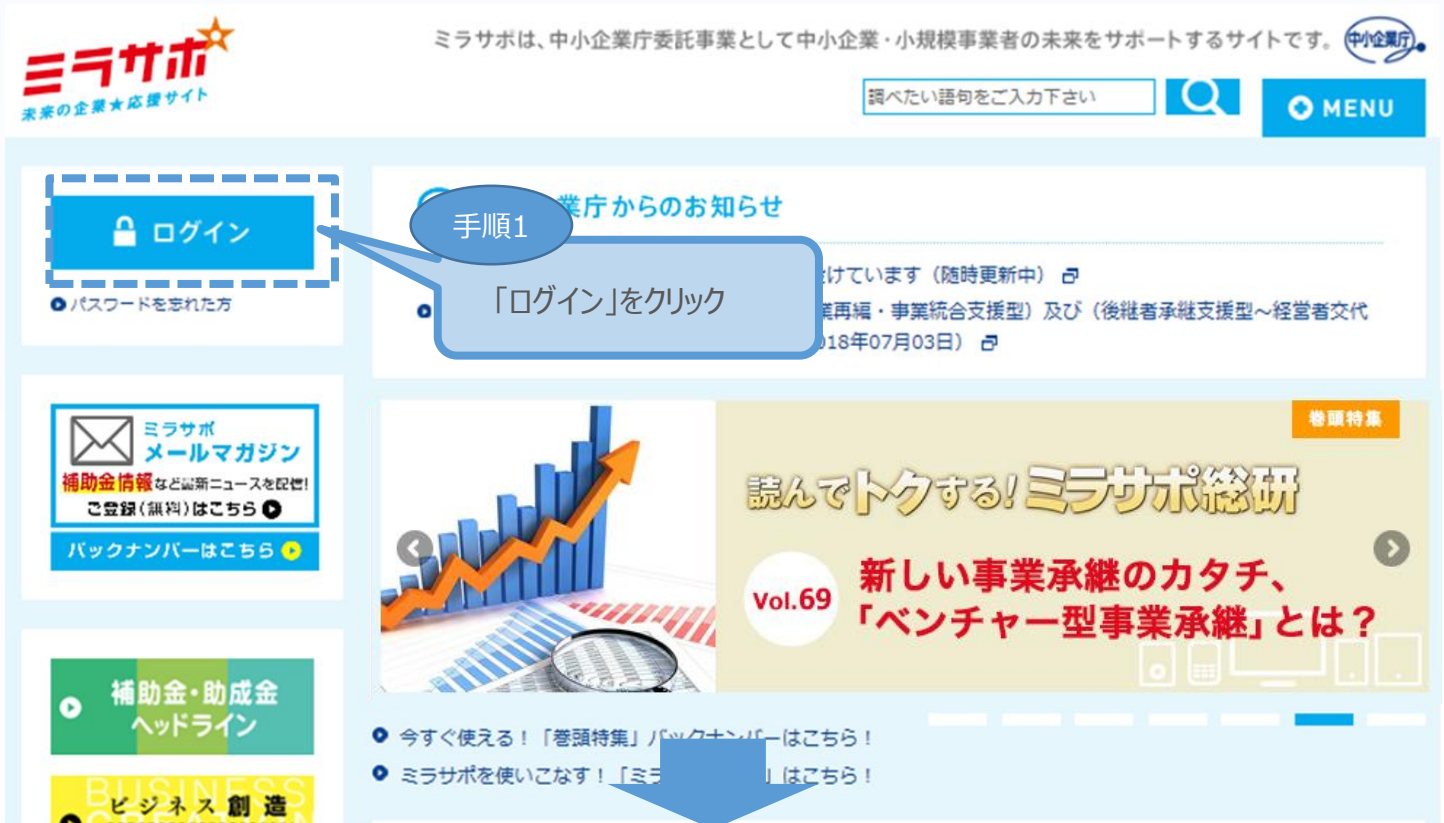 ミラサポ
未来の企業★応援サイト
ミラサポは、中小企業庁委託事業として中小企業・小規模事業者の未来をサポートするサイトです。
中小企業庁
調べたい語句をご入力下さい
MENU
ログイン
パスワードを忘れた方
手順1
「ログイン」をクリック
業庁からのお知らせ
けています（随時更新中）
業再編・事業統合支援型）及び（後継者承継支援型～経営者交代
018年07月03日）
ミラサポ
メールマガジン
補助金情報など最新ニュースを配信!
ご登録(無料)はこちら
バックナンバーはこちら
巻頭特集
読んでトクする!ミラサポ総研
Vol.69
新しい事業承継のカタチ、
「ベンチャー型事業承継」とは？
補助金・助成金
ヘッドライン
今すぐ使える！「巻頭特集」バックナンバーはこちら！
ミラサポを使いこなす！「ミラ
」はこちら！
BUSINESS
ビジネス創造